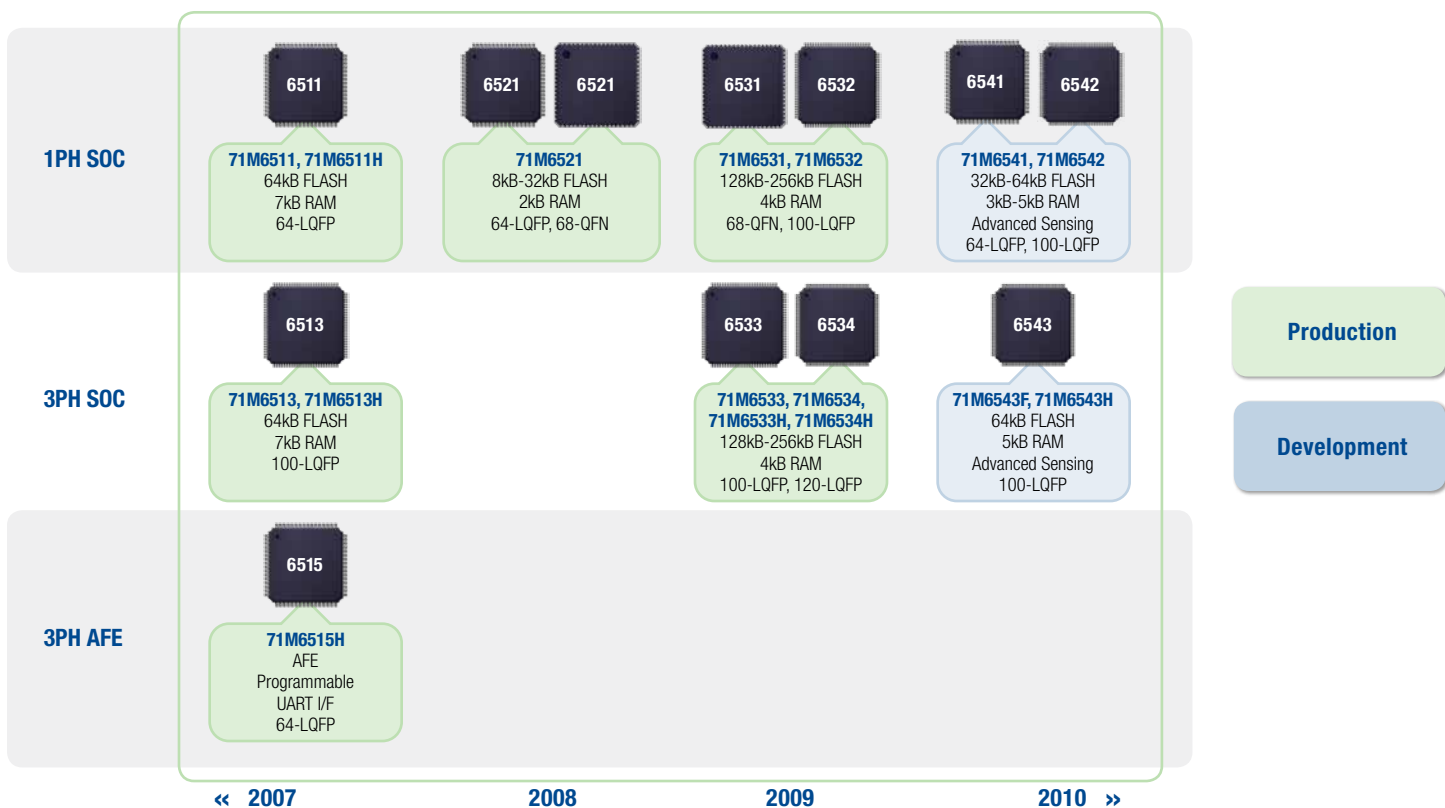 6511
6521
6521
6531
6532
6541
6542
1PH SOC
71M6511, 71M6511H
64kB FLASH
7kB RAM
64-LQFP
71M6521
8kB-32kB FLASH
2kB RAM
64-LQFP, 68-QFN
71M6531, 71M6532
128kB-256kB FLASH
4kB RAM
68-QFN, 100-LQFP
71M6541, 71M6542
32kB-64kB FLASH
3kB-5kB RAM
Advanced Sensing
64-LQFP, 100-LQFP
6513
6533
6534
6543
3PH SOC
71M6513, 71M6513H
64kB FLASH
7kB RAM
100-LQFP
71M6533, 71M6534,
71M6533H, 71M6534H
128kB-256kB FLASH
4kB RAM
100-LQFP, 120-LQFP
71M6543F, 71M6543H
64kB FLASH
5kB RAM
Advanced Sensing
100-LQFP
Production
Development
6515
3PH AFE
71M6515H
AFE
Programmable
UART I/F
64-LQFP
« 2007
2008
2009
2010 »